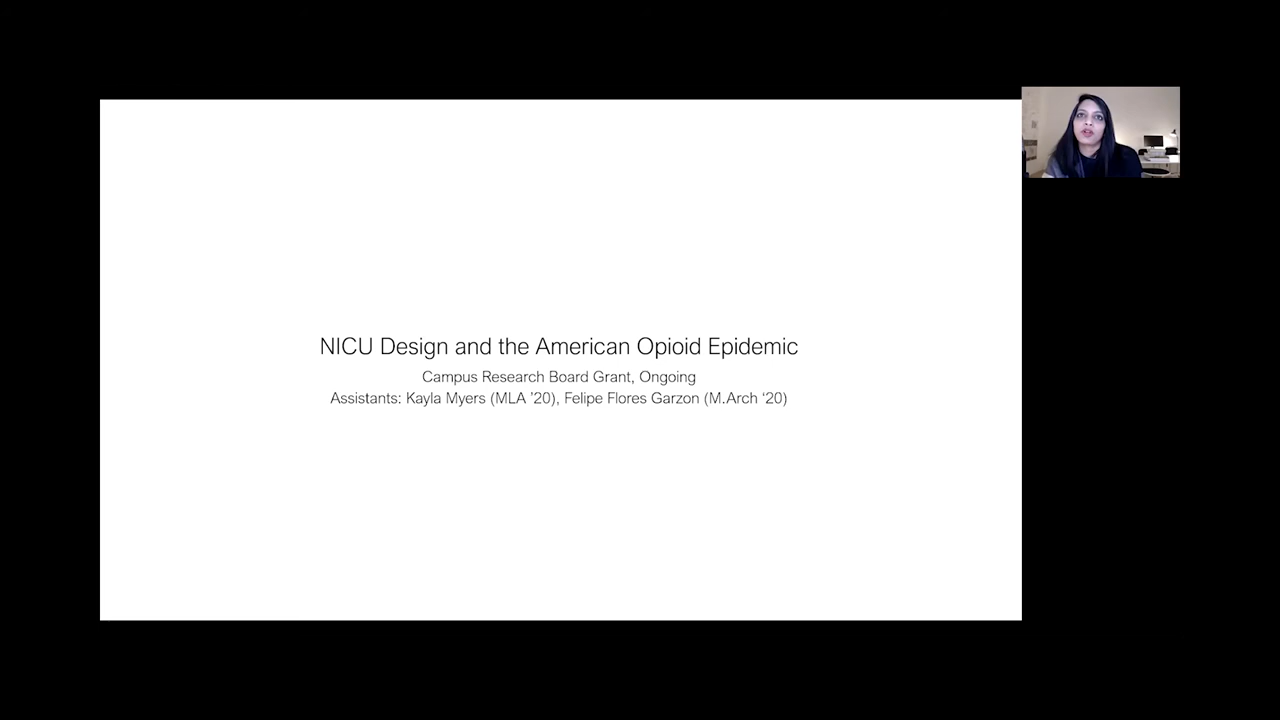 NICU Design and the American Opioid Epidemic
Campus Research Board Grant, Ongoing
Assistants: Kayla Myers (MLA ’20), Felipe Flores Garzon (M.Arch ‘20)